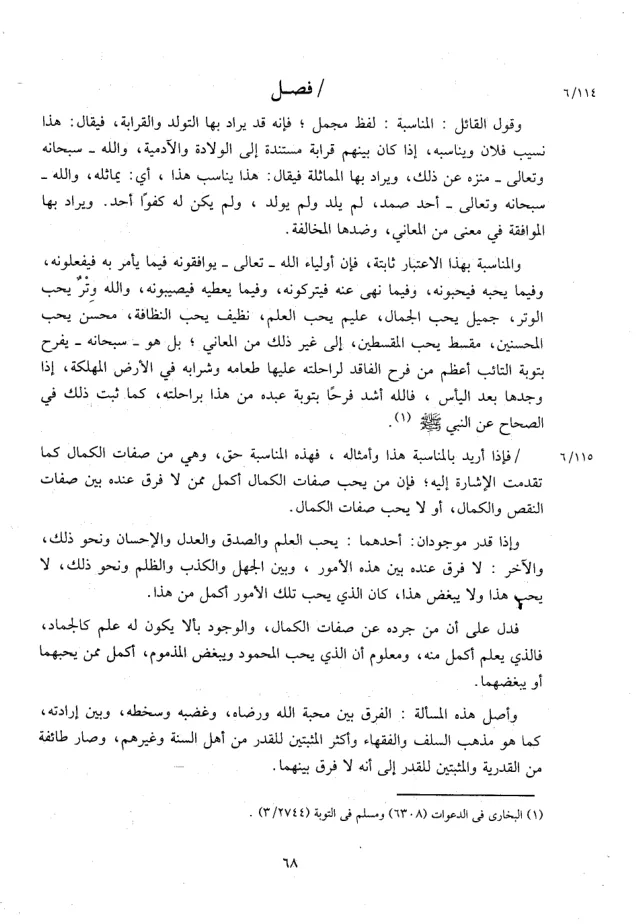 / فصـل
٦/١١٤
وقول القائل : المناسبة : لفظ مجمل ؛ فإنه قد يراد بها التولد والقرابة، فيقال: هذا
نسيب فلان ويناسبه، إذا كان بينهم قرابة مستندة إلى الولادة والآدمية، والله ـ سبحانه
وتعالى ـ منزه عن ذلك، ويراد بها المماثلة فيقال: هذا يناسب هذا ، أي: يماثله، والله ـ
سبحانه وتعالى ـ أحد صمد، لم يلد ولم يولد ، ولم يكن له كفوًا أحد. ويراد بها
الموافقة في معنى من المعاني، وضدها المخالفة.
والمناسبة بهذا الاعتبار ثابتة، فإن أولياء الله ـ تعالى ـ يوافقونه فيما يأمر به فيفعلونه،
وفيما يحبه فيحبونه، وفيما نهى عنه فيتركونه، وفيما يعطيه فيصيبونه، والله وِتْرٌ يحب
الوتر، جميل يحب الجمال، عليم يحب العلم، نظيف يحب النظافة، محسن يحب
المحسنين، مقسط يحب المقسطين، إلى غير ذلك من المعاني ؛ بل هو ـ سبحانه ـ يفرح
بتوبة التائب أعظم من فرح الفاقد لراحلته عليها طعامه وشرابه في الأرض المهلكة، إذا
وجدها بعد اليأس ، فالله أشد فرحًا بتوبة عبده من هذا براحلته، كما ثبت ذلك في
الصحاح عن النبي ﷺ (١).
٦/١١٥
/ فإذا أريد بالمناسبة هذا وأمثاله ، فهذه المناسبة حق، وهي من صفات الكمال كما
تقدمت الإشارة إليه؛ فإن من يحب صفات الكمال أكمل ممن لا فرق عنده بين صفات
النقص والكمال، أو لا يحب صفات الكمال.
وإذا قدر موجودان: أحدهما : يحب العلم والصدق والعدل والإحسان ونحو ذلك،
والآخر : لا فرق عنده بين هذه الأمور ، وبين الجهل والكذب والظلم ونحو ذلك، لا
يحب هذا ولا يبغض هذا، كان الذي يحب تلك الأمور أكمل من هذا.
فدل على أن من جرده عن صفات الكمال، والوجود بألا يكون له علم كالجماد،
فالذي يعلم أكمل منه، ومعلوم أن الذي يحب المحمود ويبغض المذموم، أكمل ممن يحبهما
أو يبغضهما.
وأصل هذه المسألة : الفرق بين محبة الله ورضاه، وغضبه وسخطه، وبين إرادته،
كما هو مذهب السلف والفقهاء وأكثر المثبتين للقدر من أهل السنة وغيرهم، وصار طائفة
من القدرية والمثبتين للقدر إلى أنه لا فرق بينهما.
(١) البخارى فى الدعوات (٦٣٠٨) ومسلم فى التوبة (٣/٢٧٤٤) .
٦٨